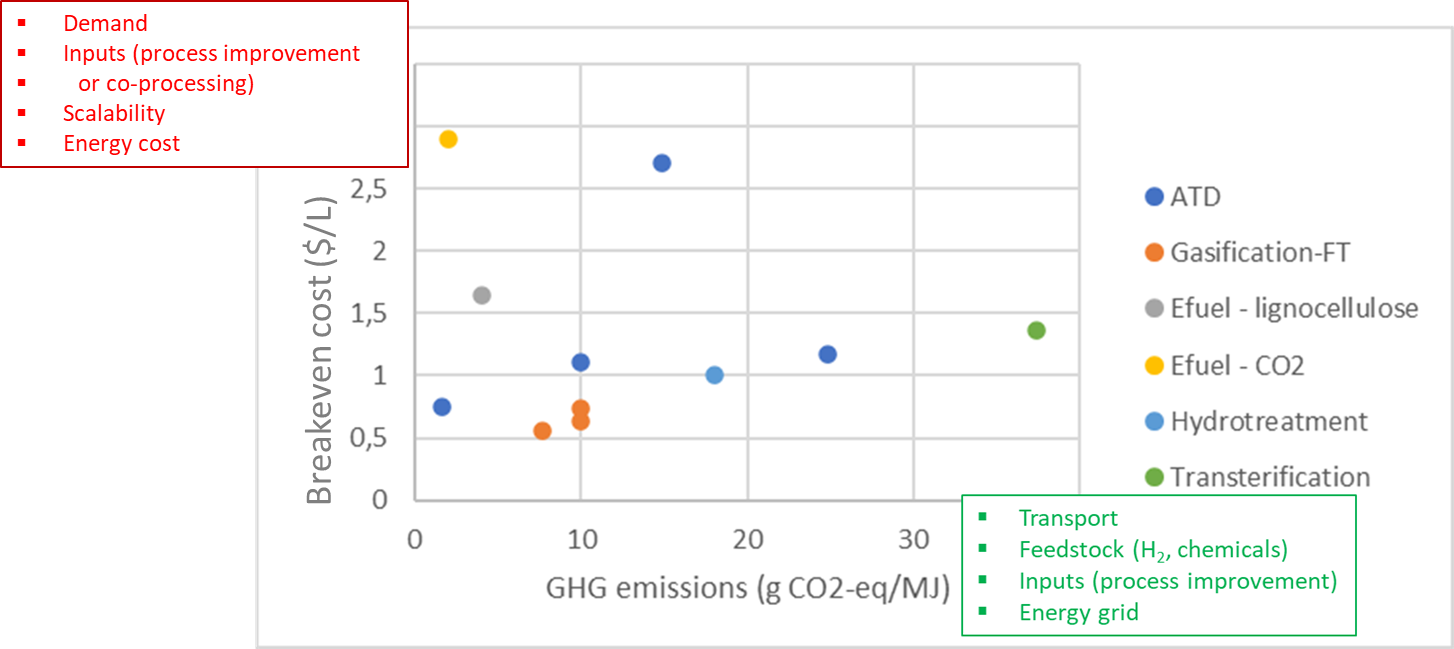 ▪ Demand
▪ Inputs (process improvement
▪ or co-processing)
▪ Scalability
▪ Energy cost
Breakeven cost ($/L)
2,5
2
1,5
1
0,5
0
0 10 20 30
GHG emissions (g CO2-eq/MJ)
ATD
Gasification-FT
Efuel - lignocellulose
Efuel - CO2
Hydrotreatment
Transterification
▪ Transport
▪ Feedstock (H₂, chemicals)
▪ Inputs (process improvement)
▪ Energy grid